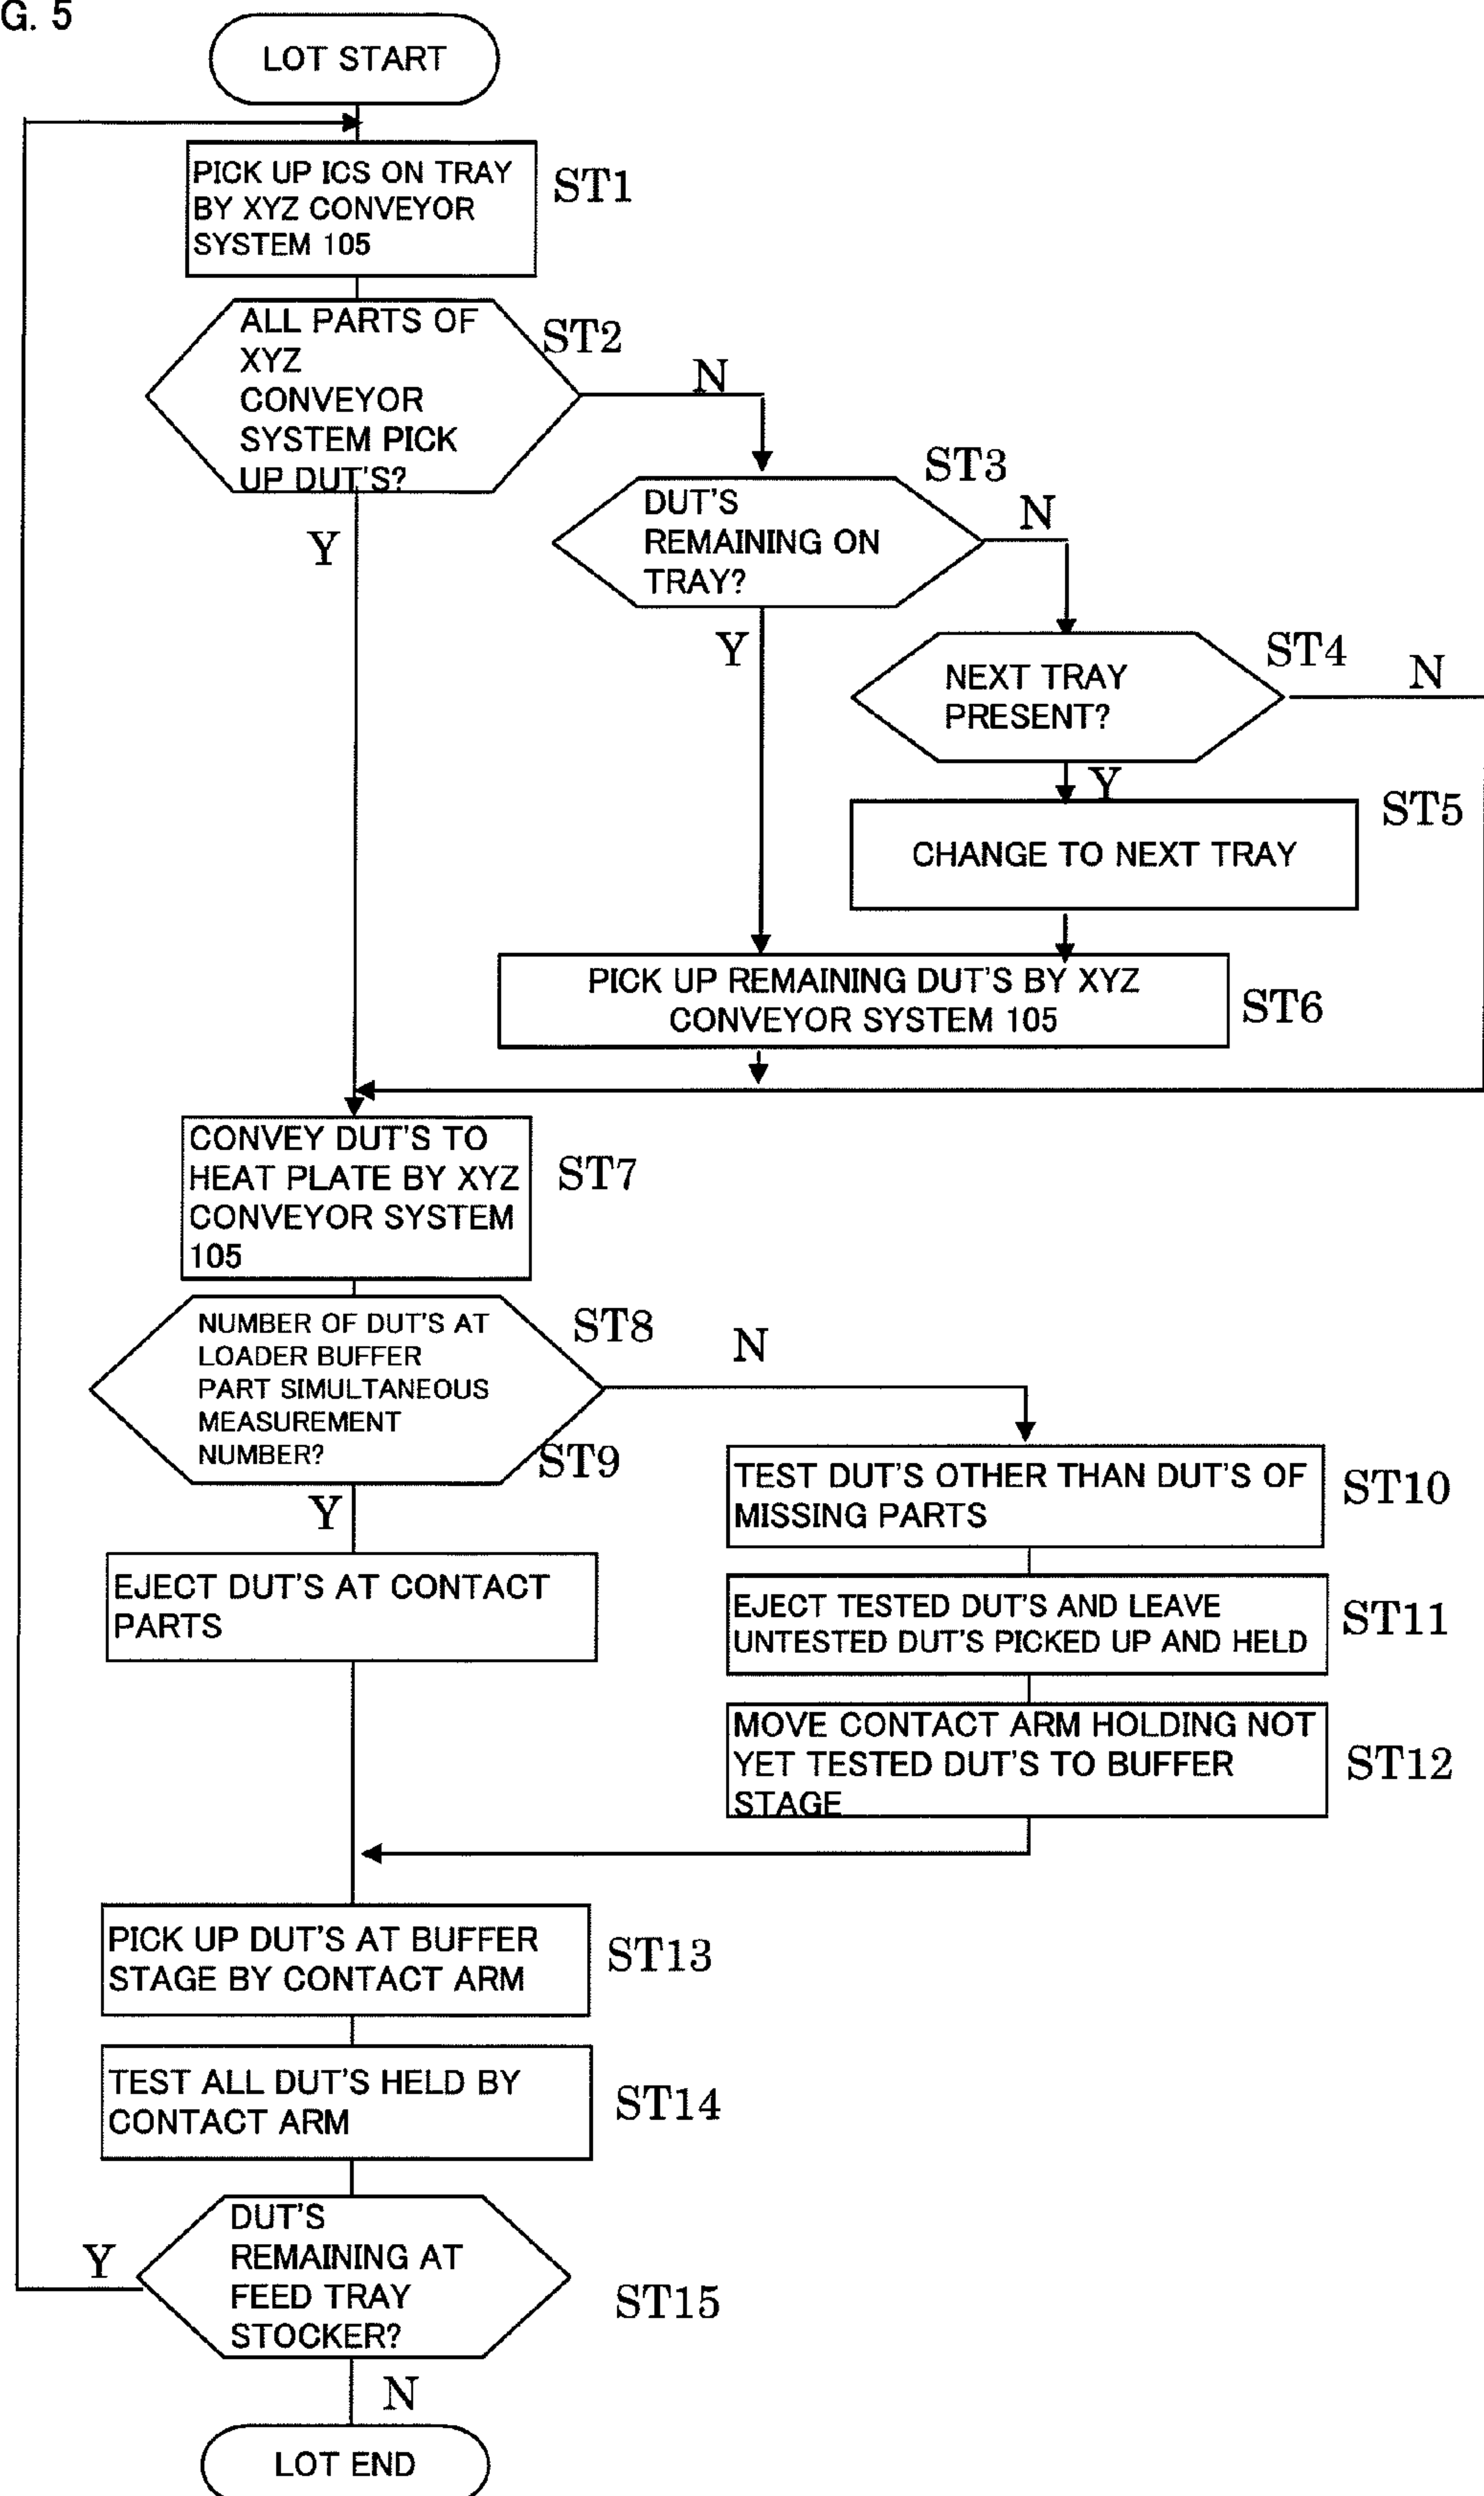 G. 5
LOT START
PICK UP ICS ON TRAY
BY XYZ CONVEYOR
SYSTEM 105
ST1
ALL PARTS OF
XYZ
CONVEYOR
SYSTEM PICK
UP DUT'S?
ST2
N
Y
DUT'S
REMAINING ON
TRAY?
ST3
N
Y
NEXT TRAY
PRESENT?
ST4
N
Y
CHANGE TO NEXT TRAY
ST5
PICK UP REMAINING DUT'S BY XYZ
CONVEYOR SYSTEM 105
ST6
CONVEY DUT'S TO
HEAT PLATE BY XYZ
CONVEYOR SYSTEM
105
ST7
NUMBER OF DUT'S AT
LOADER BUFFER
PART SIMULTANEOUS
MEASUREMENT
NUMBER?
ST8
N
ST9
Y
EJECT DUT'S AT CONTACT
PARTS
TEST DUT'S OTHER THAN DUT'S OF
MISSING PARTS
ST10
EJECT TESTED DUT'S AND LEAVE
UNTESTED DUT'S PICKED UP AND HELD
ST11
MOVE CONTACT ARM HOLDING NOT
YET TESTED DUT'S TO BUFFER
STAGE
ST12
PICK UP DUT'S AT BUFFER
STAGE BY CONTACT ARM
ST13
TEST ALL DUT'S HELD BY
CONTACT ARM
ST14
DUT'S
REMAINING AT
FEED TRAY
STOCKER?
ST15
Y
N
LOT END